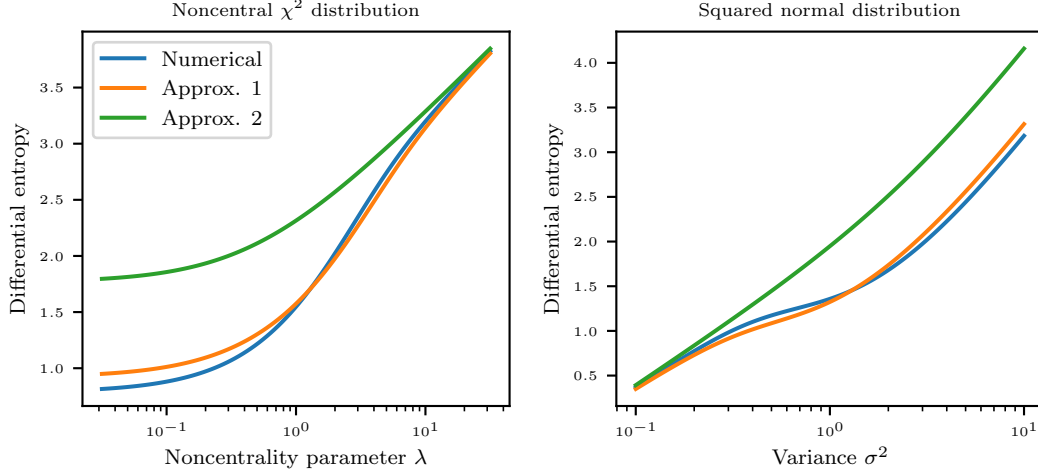 Noncentral χ² distribution
Differential entropy
3.5
3.0
2.5
2.0
1.5
1.0
Numerical
Approx. 1
Approx. 2
10⁻¹
10⁰
10¹
Noncentrality parameter λ
Squared normal distribution
Differential entropy
4.0
3.5
3.0
2.5
2.0
1.5
1.0
0.5
10⁻¹
10⁰
10¹
Variance σ²